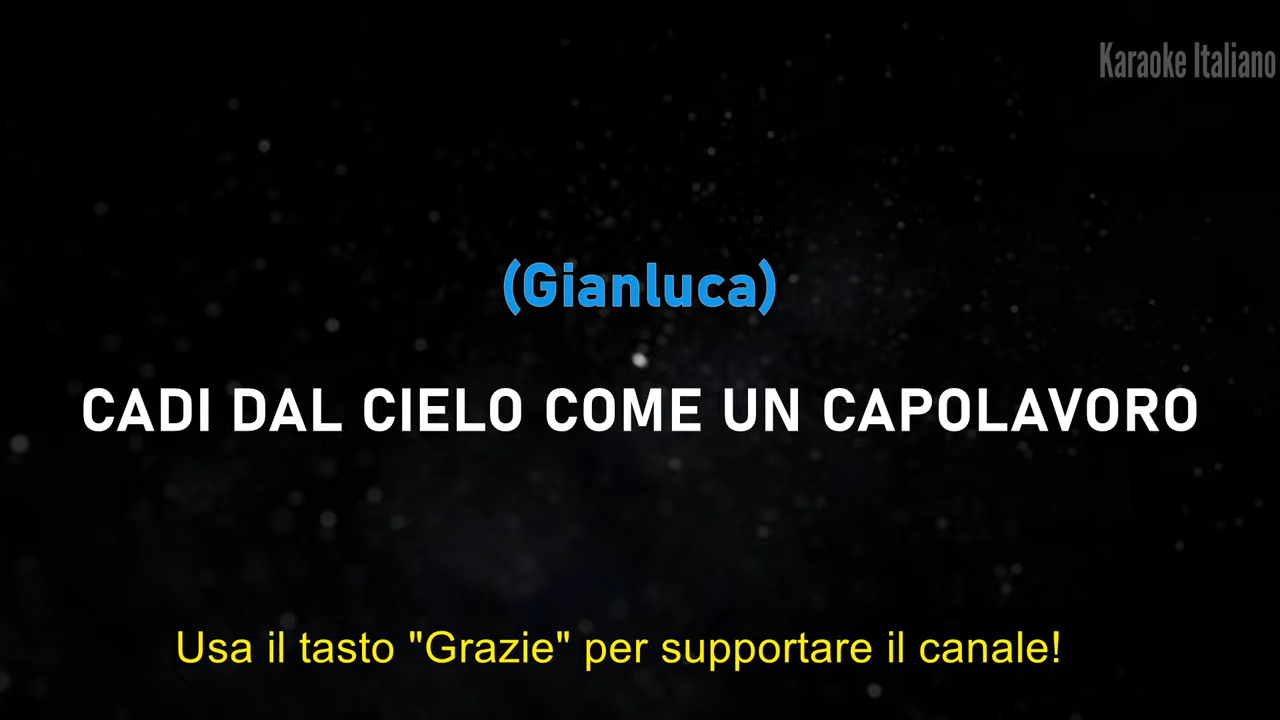 Karaoke Italiano
(Gianluca)
CADI DAL CIELO COME UN CAPOLAVORO
Usa il tasto "Grazie" per supportare il canale!